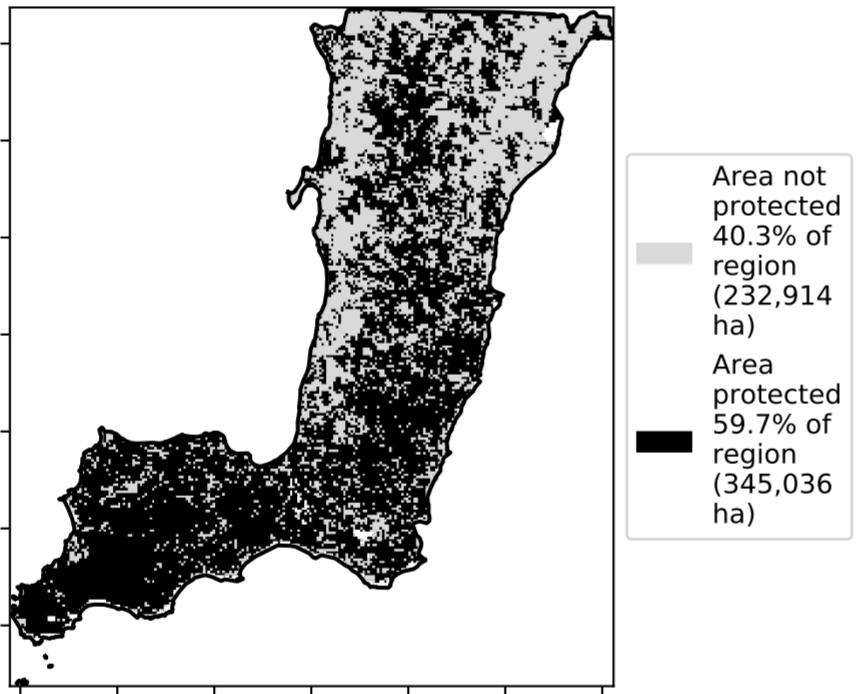 Area not
protected
40.3% of
region
(232,914
ha)
Area
protected
59.7% of
region
(345,036
ha)